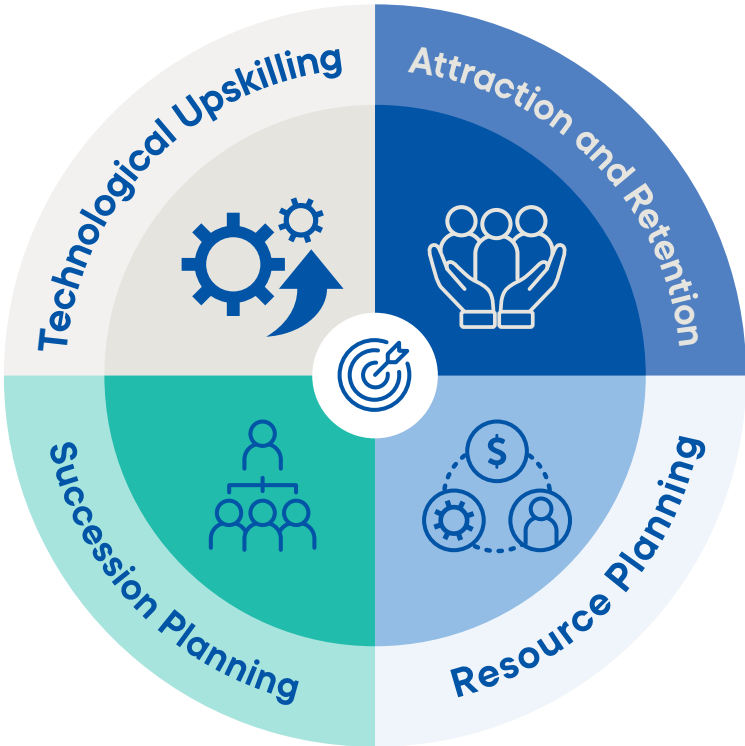 Technological Upskilling
Attraction and Retention
$
Succession Planning
Resource Planning